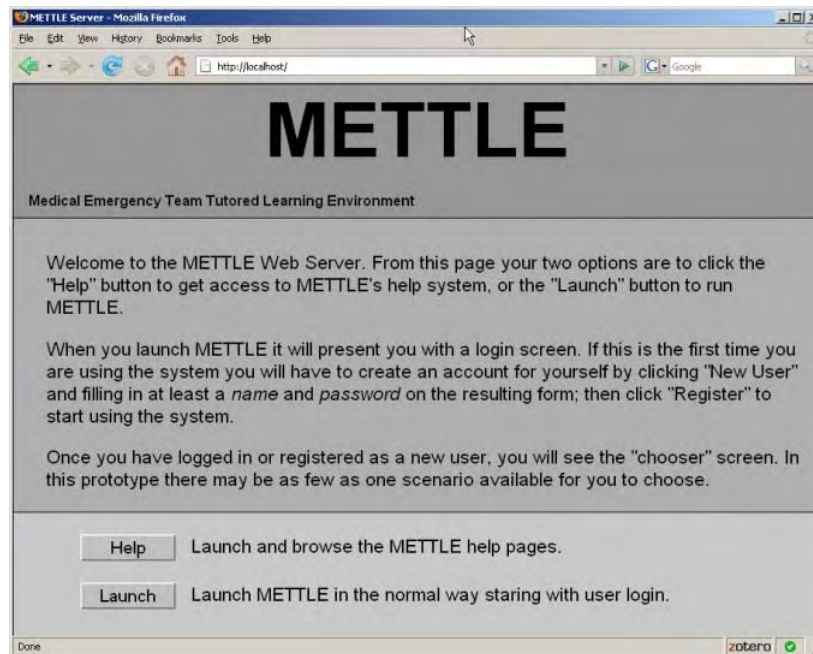 METTLE Server - Mozilla Firefox
File Edit View History Bookmarks Tools Help
http://localhost/
Google
METTLE
Medical Emergency Team Tutored Learning Environment
Welcome to the METTLE Web Server. From this page your two options are to click the
"Help" button to get access to METTLE's help system, or the "Launch" button to run
METTLE.
When you launch METTLE it will present you with a login screen. If this is the first time you
are using the system you will have to create an account for yourself by clicking "New User"
and filling in at least a name and password on the resulting form; then click "Register" to
start using the system.
Once you have logged in or registered as a new user, you will see the "chooser" screen. In
this prototype there may be as few as one scenario available for you to choose.
Help Launch and browse the METTLE help pages.
Launch Launch METTLE in the normal way staring with user login.
Done zotero